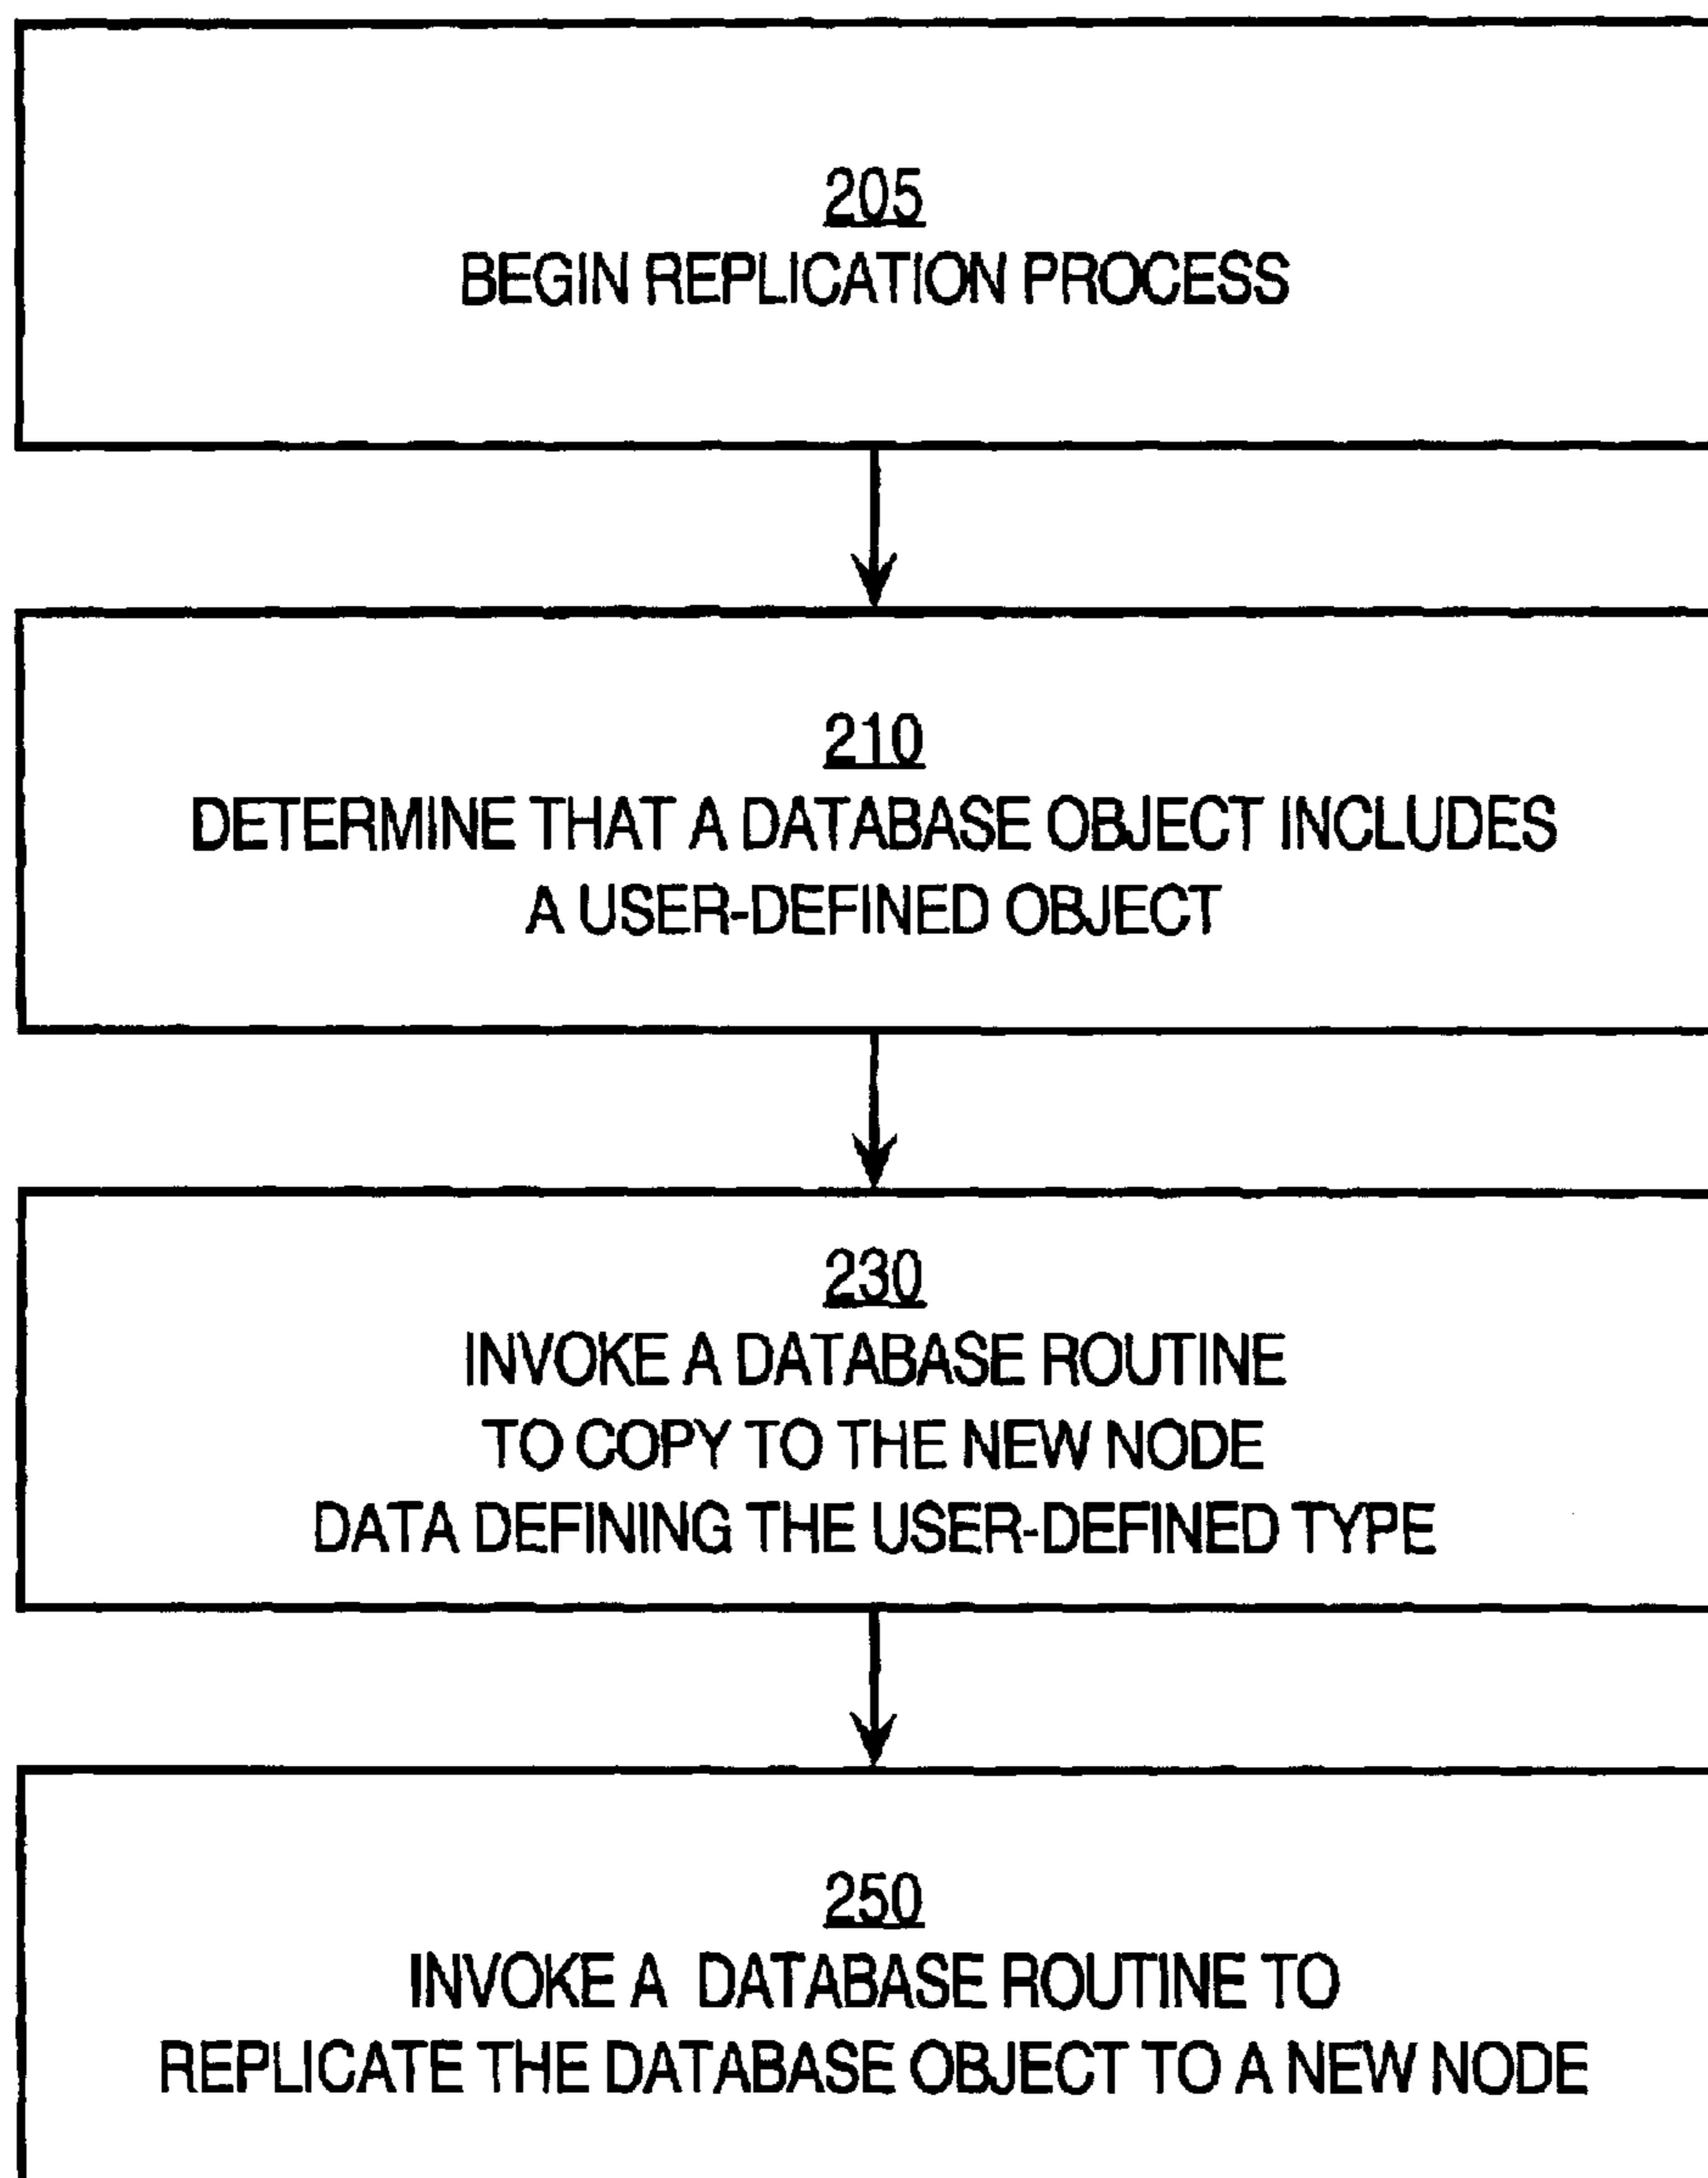 205
BEGIN REPLICATION PROCESS
210
DETERMINE THAT A DATABASE OBJECT INCLUDES
A USER-DEFINED OBJECT
230
INVOKE A DATABASE ROUTINE
TO COPY TO THE NEW NODE
DATA DEFINING THE USER-DEFINED TYPE
250
INVOKE A DATABASE ROUTINE TO
REPLICATE THE DATABASE OBJECT TO A NEW NODE